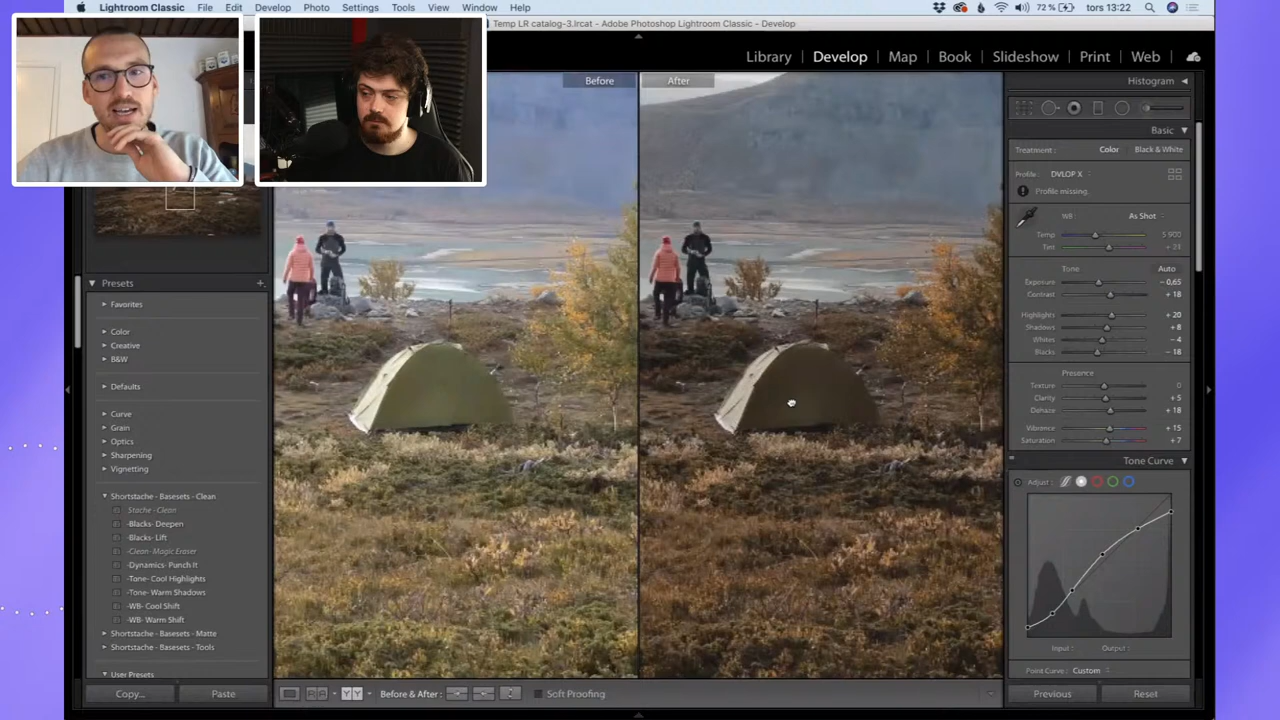 Lightroom Classic File Edit Develop Photo Settings Tools View Window Help 72 % tors 13:22
Temp LR catalog-3.lrcat - Adobe Photoshop Lightroom Classic - Develop
Library Develop Map Book Slideshow Print Web
Before After
Histogram
Basic
Treatment: Color Black & White
Profile: DVLOP X
Profile missing.
WB: As Shot
Temp 5 900
Tint + 21
Tone Auto
Exposure - 0,65
Contrast + 18
Highlights + 20
Shadows + 8
Whites - 4
Blacks - 18
Presence
Texture 0
Clarity + 5
Dehaze + 18
Vibrance + 15
Saturation + 7
Tone Curve
Adjust:
Input: Output:
Point Curve: Custom
Previous Reset
Presets
Favorites
Color
Creative
B&W
Defaults
Curve
Grain
Optics
Sharpening
Vignetting
Shortstache - Basesets - Clean
Stache - Clean
-Blacks- Deepen
-Blacks- Lift
-Clean- Magic Eraser
-Dynamics- Punch It
-Tone- Cool Highlights
-Tone- Warm Shadows
-WB- Cool Shift
-WB- Warm Shift
Shortstache - Basesets - Matte
Shortstache - Basesets - Tools
User Presets
Copy... Paste
Before & After: Soft Proofing